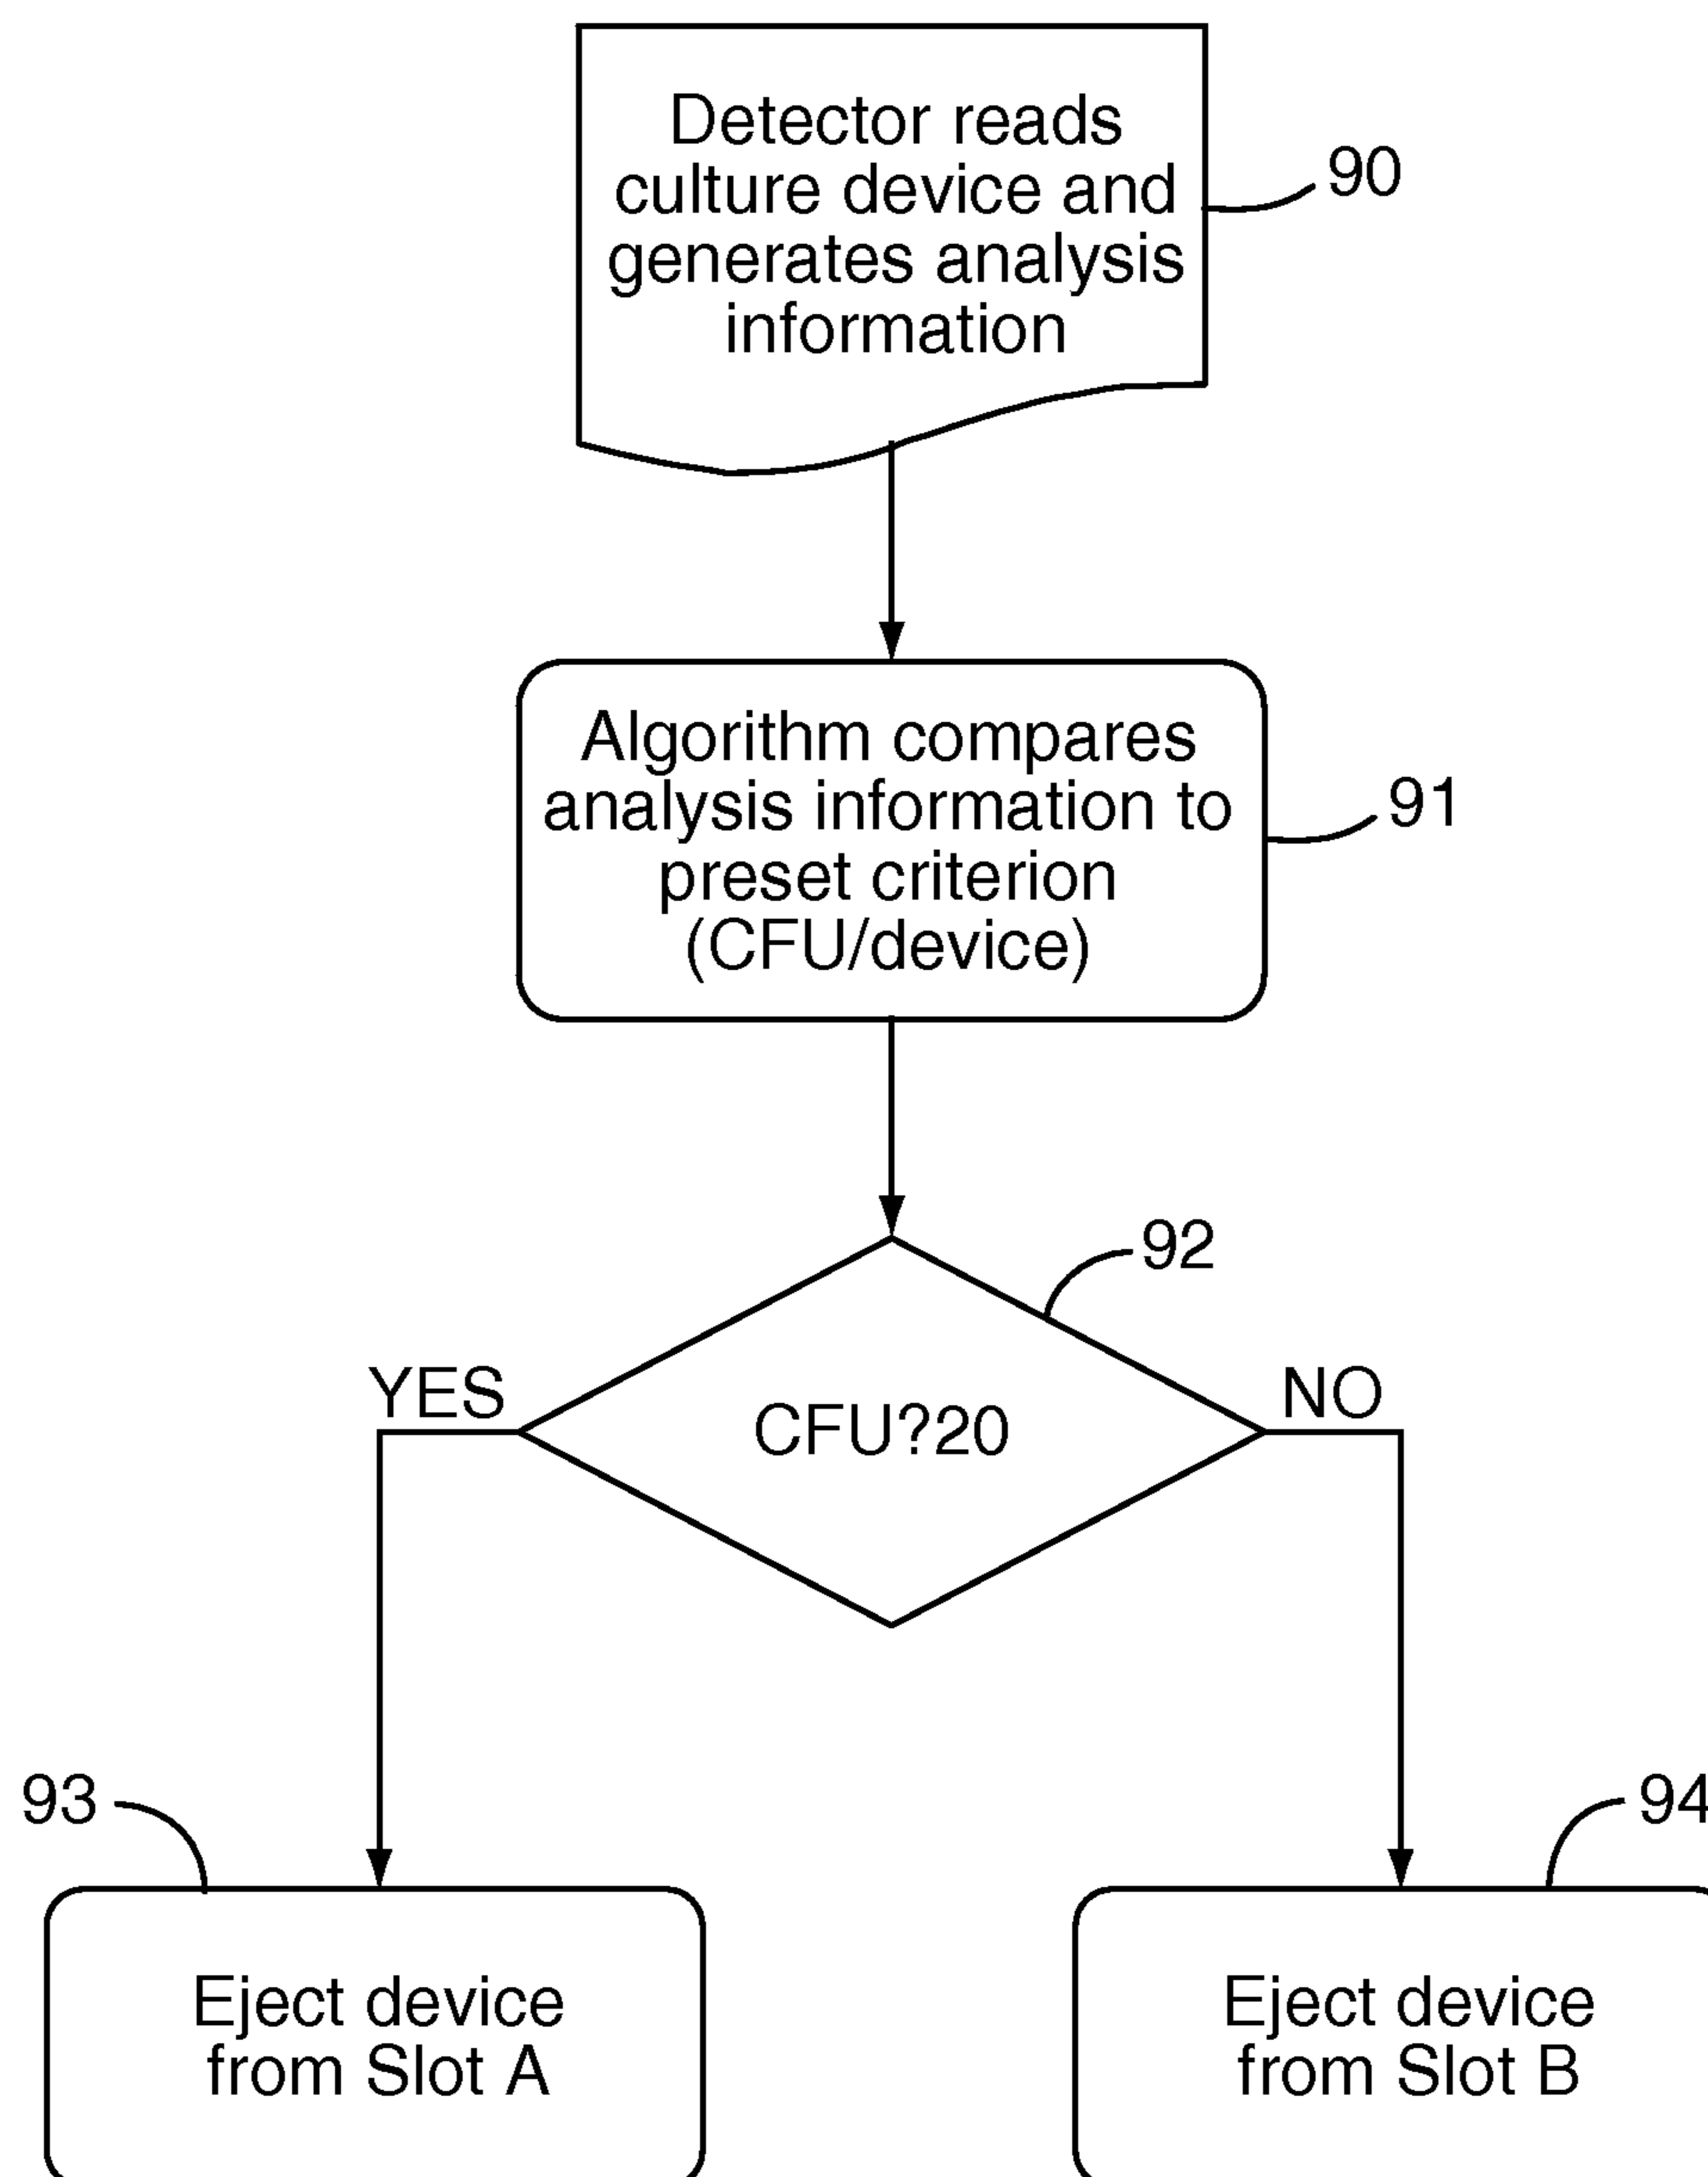 Detector reads
culture device and
generates analysis
information
90
Algorithm compares
analysis information to
preset criterion
(CFU/device)
91
92
YES
CFU?20
NO
93
94
Eject device
from Slot A
Eject device
from Slot B